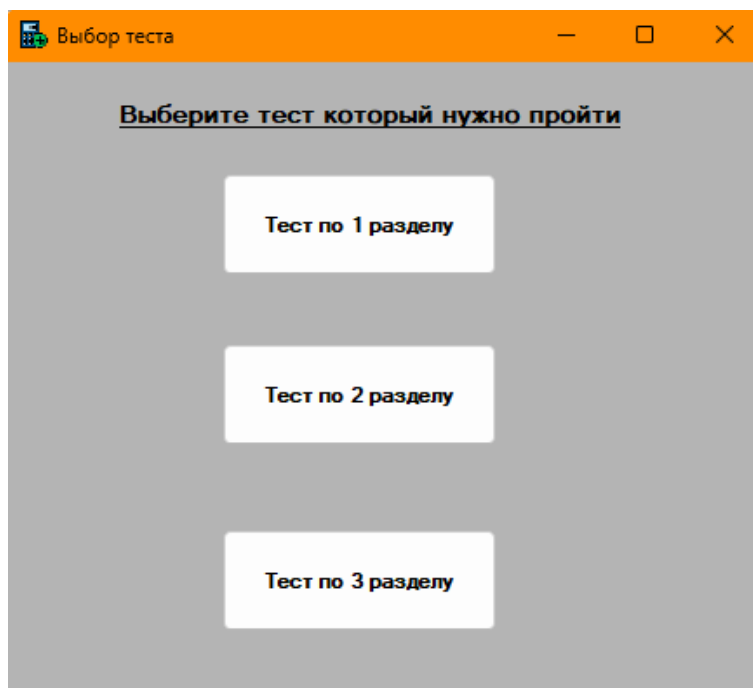 Выбор теста
Выберите тест который нужно пройти
Тест по 1 разделу
Тест по 2 разделу
Тест по 3 разделу